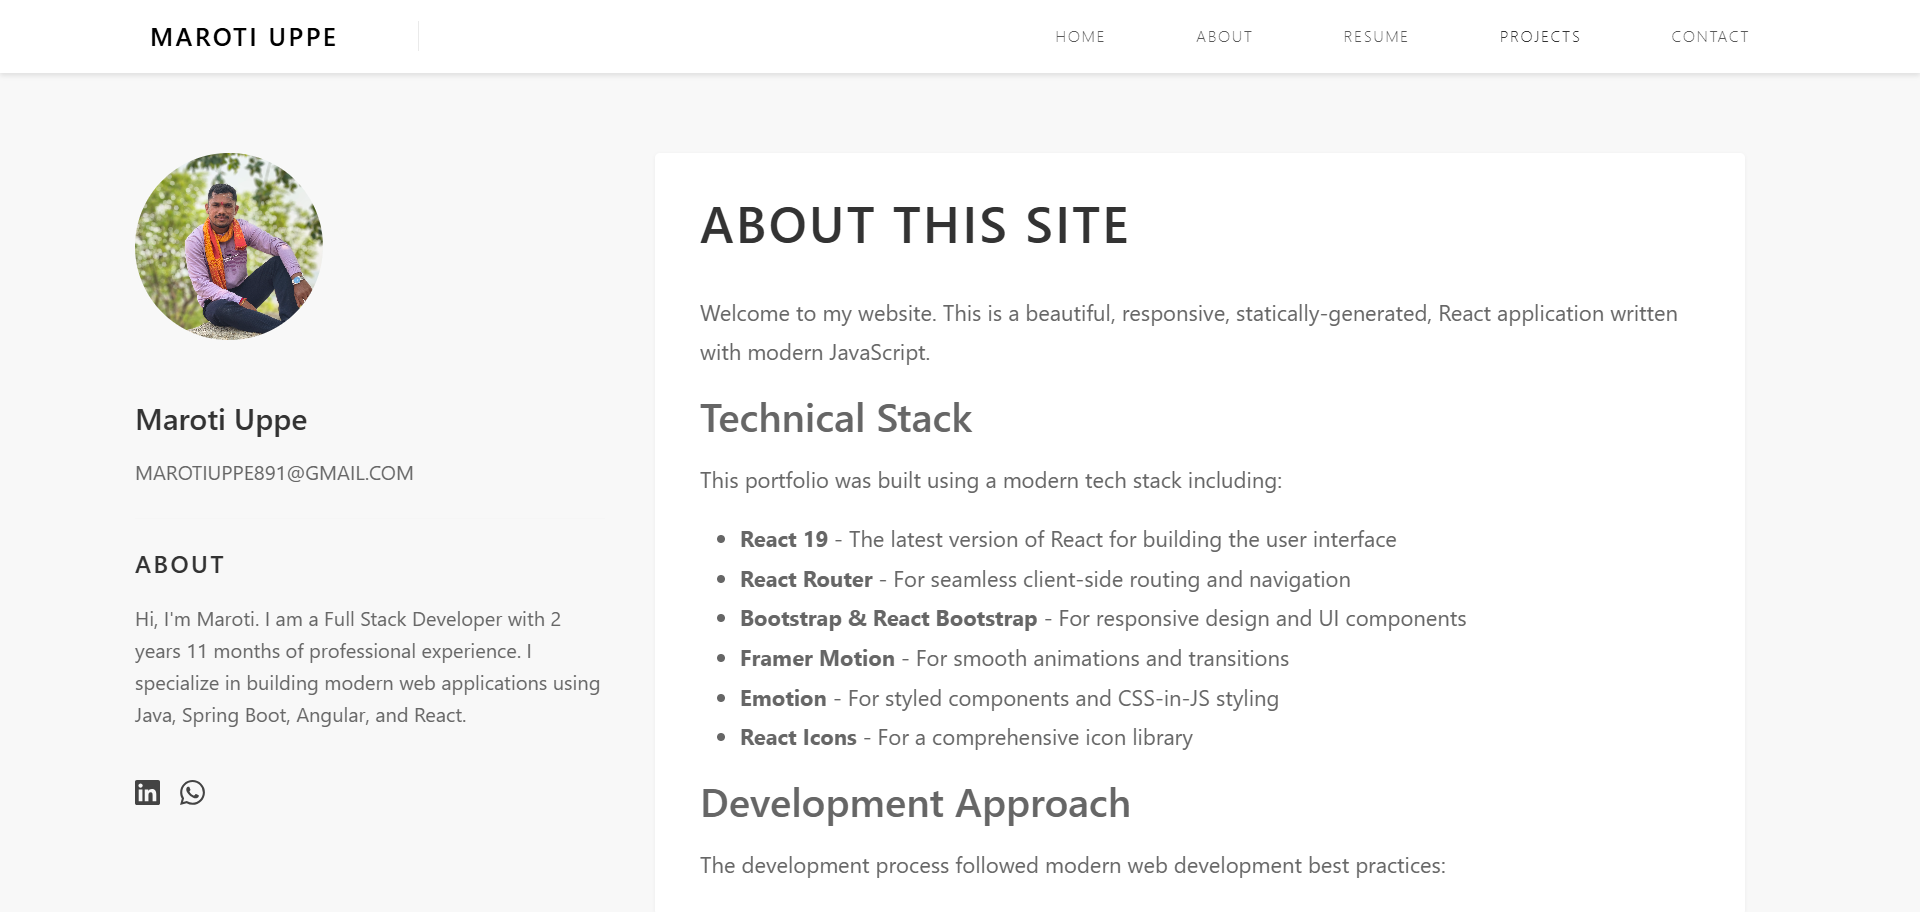 MAROTI UPPE
HOME
ABOUT
RESUME
PROJECTS
CONTACT
Maroti Uppe
MAROTIUPPE891@GMAIL.COM
ABOUT
Hi, I'm Maroti. I am a Full Stack Developer with 2
years 11 months of professional experience. I
specialize in building modern web applications using
Java, Spring Boot, Angular, and React.
in
ABOUT THIS SITE
Welcome to my website. This is a beautiful, responsive, statically-generated, React application written
with modern JavaScript.
Technical Stack
This portfolio was built using a modern tech stack including:
• React 19 - The latest version of React for building the user interface
• React Router - For seamless client-side routing and navigation
• Bootstrap & React Bootstrap - For responsive design and UI components
• Framer Motion - For smooth animations and transitions
• Emotion - For styled components and CSS-in-JS styling
• React Icons - For a comprehensive icon library
Development Approach
The development process followed modern web development best practices: